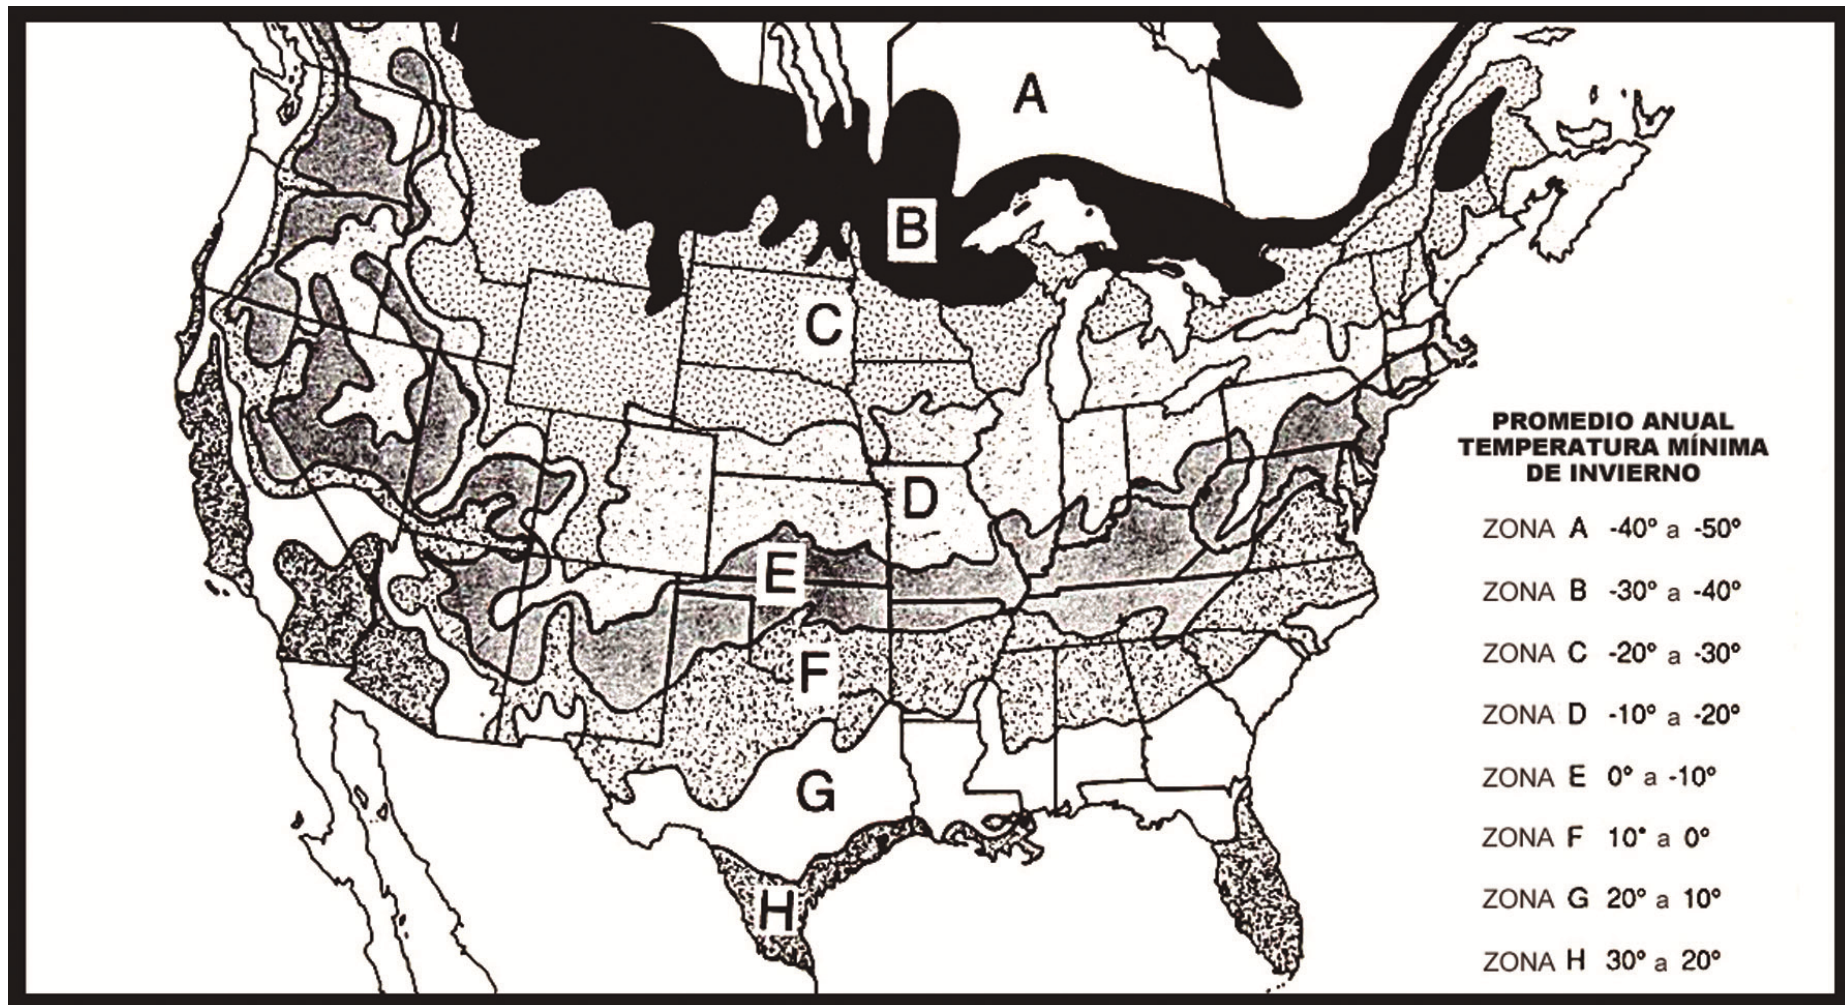 A
B
C
D
E
F
G
H
PROMEDIO ANUAL
TEMPERATURA MÍNIMA
DE INVIERNO
ZONA A -40° a -50°
ZONA B -30° a -40°
ZONA C -20° a -30°
ZONA D -10° a -20°
ZONA E 0° a -10°
ZONA F 10° a 0°
ZONA G 20° a 10°
ZONA H 30° a 20°